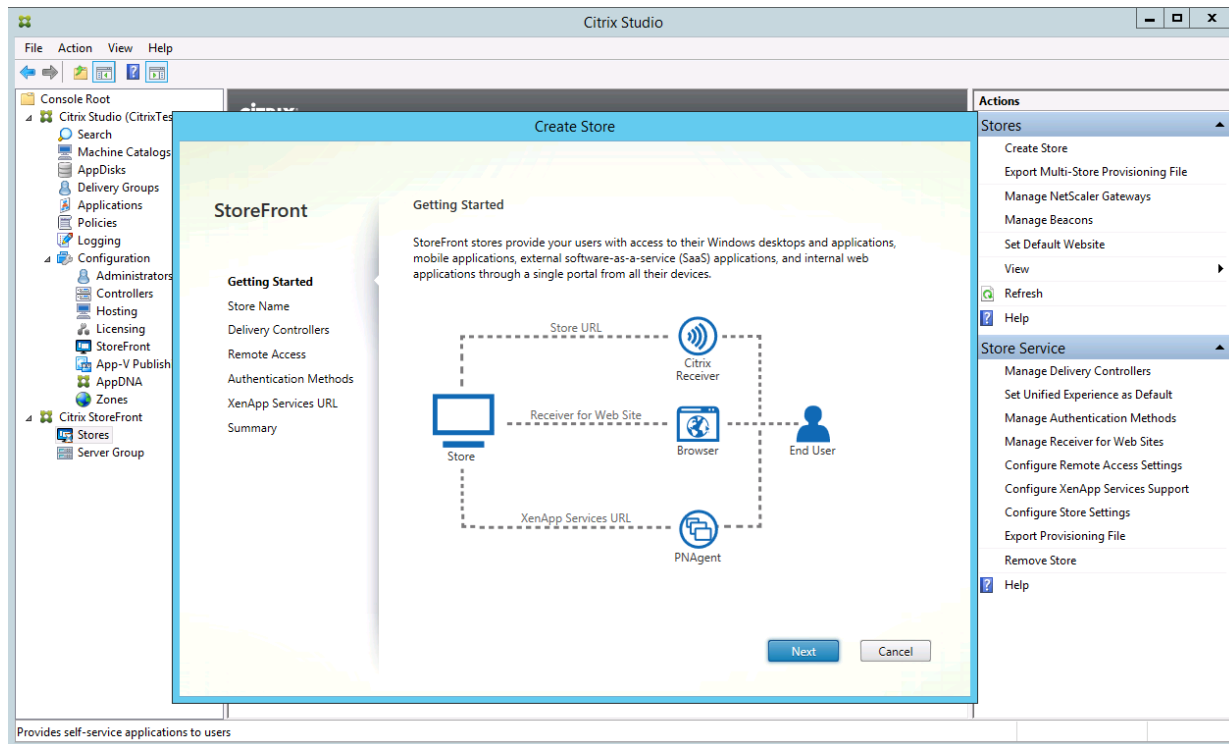 Citrix Studio
File Action View Help
Console Root
Citrix Studio (CitrixTes
Search
Machine Catalogs
AppDisks
Delivery Groups
Applications
Policies
Logging
Configuration
Administrators
Controllers
Hosting
Licensing
StoreFront
App-V Publish
AppDNA
Zones
Citrix StoreFront
Stores
Server Group
Create Store
StoreFront
Getting Started
Store Name
Delivery Controllers
Remote Access
Authentication Methods
XenApp Services URL
Summary
Getting Started
StoreFront stores provide your users with access to their Windows desktops and applications,
mobile applications, external software-as-a-service (SaaS) applications, and internal web
applications through a single portal from all their devices.
Store URL
Citrix
Receiver
Receiver for Web Site
Store
Browser
End User
XenApp Services URL
PNAgent
Next
Cancel
Actions
Stores
Create Store
Export Multi-Store Provisioning File
Manage NetScaler Gateways
Manage Beacons
Set Default Website
View
Refresh
Help
Store Service
Manage Delivery Controllers
Set Unified Experience as Default
Manage Authentication Methods
Manage Receiver for Web Sites
Configure Remote Access Settings
Configure XenApp Services Support
Configure Store Settings
Export Provisioning File
Remove Store
Help
Provides self-service applications to users